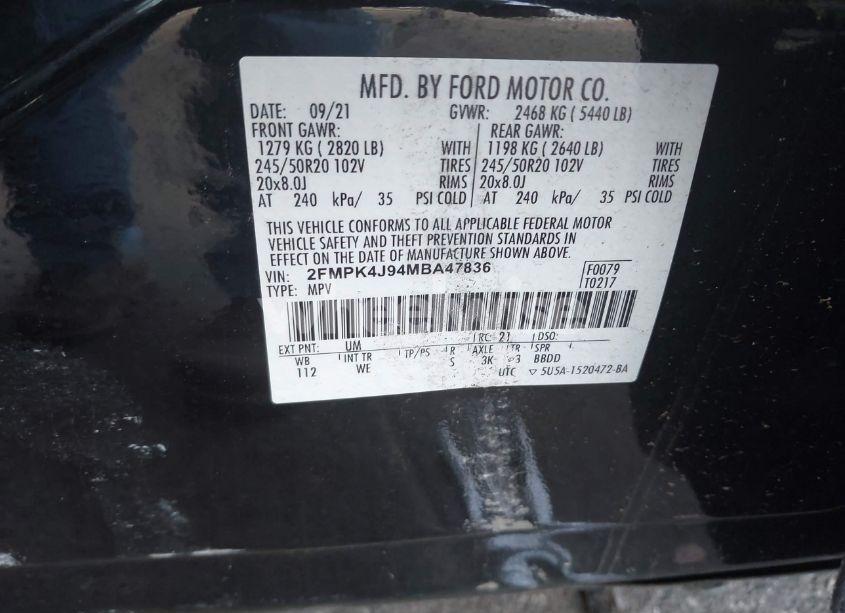 MFD. BY FORD MOTOR CO.
DATE: 09/21 GVWR: 2468 KG ( 5440 LB)
FRONT GAWR: REAR GAWR:
1279 KG ( 2820 LB) WITH 1198 KG ( 2640 LB) WITH
245/50R20 102V TIRES 245/50R20 102V TIRES
20x8.0J RIMS 20x8.0J RIMS
AT 240 kPa/ 35 PSI COLD AT 240 kPa/ 35 PSI COLD
THIS VEHICLE CONFORMS TO ALL APPLICABLE FEDERAL MOTOR
VEHICLE SAFETY AND THEFT PREVENTION STANDARDS IN
EFFECT ON THE DATE OF MANUFACTURE SHOWN ABOVE.
VIN: 2FMPK4J94MBA47836 F0079
TYPE: MPV T0217
EXT PNT: UM RC: 21 DSO:
WB INT TR TP/PS R AXLE TR SPR
112 WE S 3K BBDD
UTC ▽ 5U5A-1520472-BA